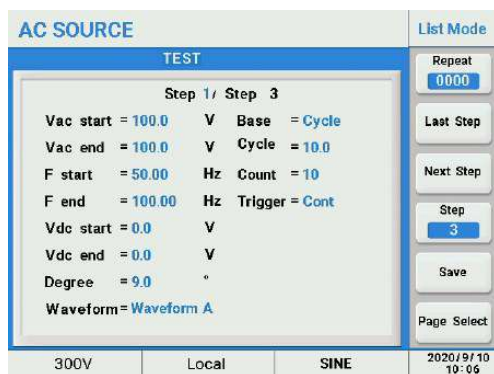 AC SOURCE
List Mode
TEST
Step 1/ Step 3
Vac start = 100.0 V Base = Cycle
Vac end = 100.0 V Cycle = 10.0
F start = 50.00 Hz Count = 10
F end = 100.00 Hz Trigger = Cont
Vdc start = 0.0 V
Vdc end = 0.0 V
Degree = 9.0 °
Waveform = Waveform A
Repeat
0000
Last Step
Next Step
Step
3
Save
Page Select
300V Local SINE
2020/9/10
10:06